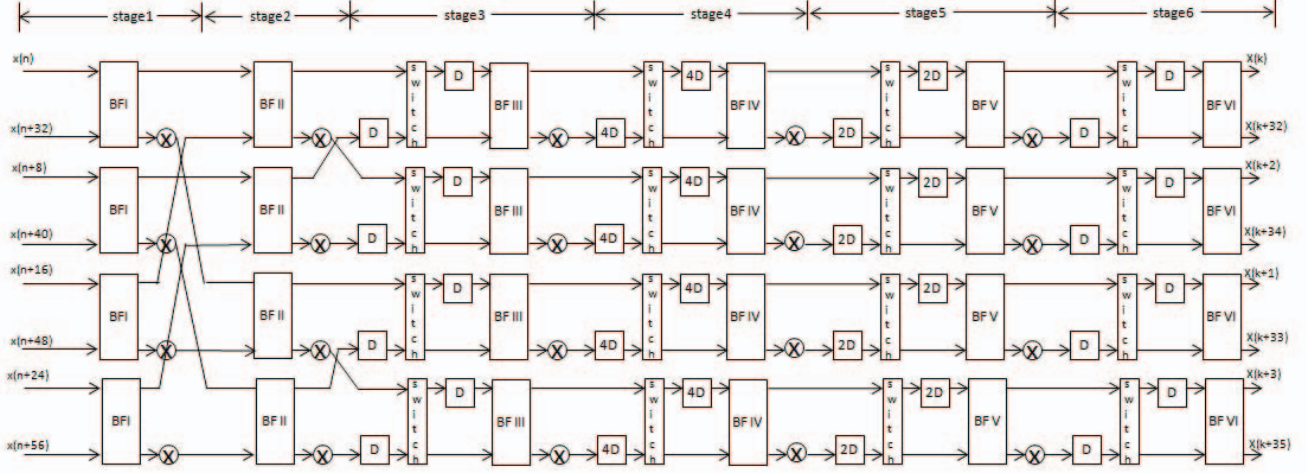 stage1 stage2 stage3 stage4 stage5 stage6
x(n) D 4D 2D D X(k)
BFI BF II switch BF III switch BF IV switch BF V switch BF VI
x(n+32) X X D X 4D X 2D X D X(k+32)
x(n+8) D 4D 2D D X(k+2)
BFI BF II switch BF III switch BF IV switch BF V switch BF VI
x(n+40) X X D X 4D X 2D X D X(k+34)
x(n+16) D 4D 2D D X(k+1)
BFI BF II switch BF III switch BF IV switch BF V switch BF VI
x(n+48) X X D X 4D X 2D X D X(k+33)
x(n+24) D 4D 2D D X(k+3)
BFI BF II switch BF III switch BF IV switch BF V switch BF VI
x(n+56) X X D X 4D X 2D X D X(k+35)